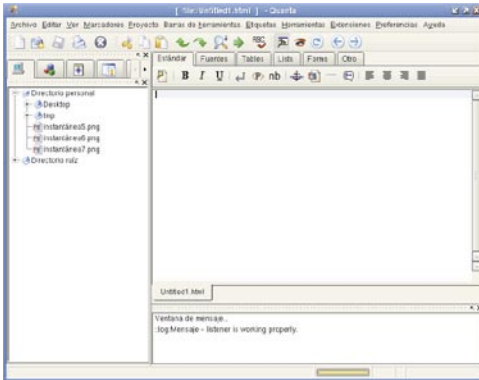 [ file:Untitled1.html ] - Quanta
Archivo Editar Ver Marcadores Proyecto Barras de herramientas Etiquetas Herramientas Extensiones Preferencias Ayuda
Estándar Fuentes Tables Lists Forms Otro
B I U nb
Directorio personal
Desktop
tmp
instantánea5.png
instantánea6.png
instantánea7.png
Directorio raíz
Untitled1.html
Ventana de mensaje...
:log:Mensaje - listener is working properly.